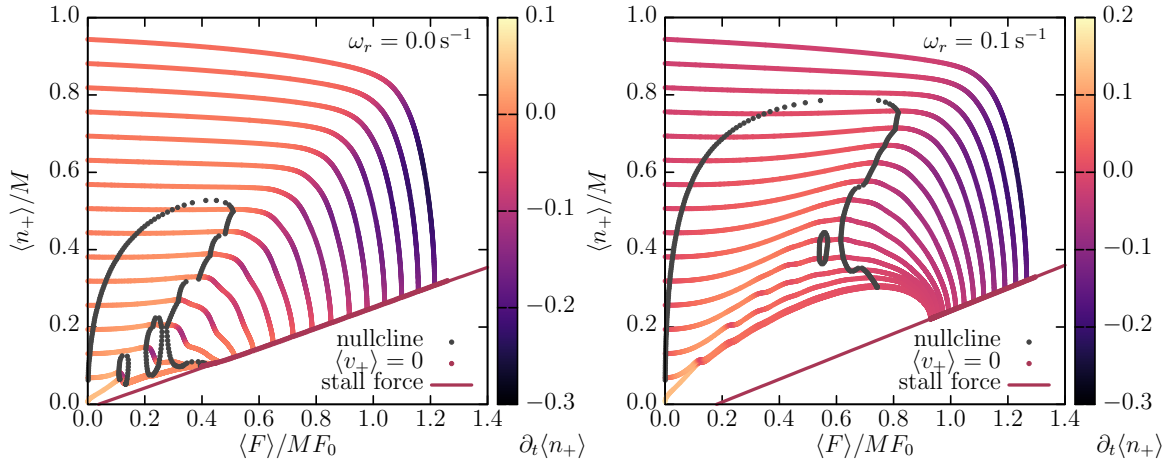 ω_r = 0.0 s⁻¹
⟨n₊⟩/M
1.0
0.8
0.6
0.4
0.2
0.0
nullcline
⟨v₊⟩ = 0
stall force
0.0 0.2 0.4 0.6 0.8 1.0 1.2 1.4
⟨F⟩/MF₀
0.1
0.0
−0.1
−0.2
−0.3
∂ₜ⟨n₊⟩
ω_r = 0.1 s⁻¹
⟨n₊⟩/M
1.0
0.8
0.6
0.4
0.2
0.0
nullcline
⟨v₊⟩ = 0
stall force
0.0 0.2 0.4 0.6 0.8 1.0 1.2 1.4
⟨F⟩/MF₀
0.2
0.1
0.0
−0.1
−0.2
−0.3
∂ₜ⟨n₊⟩